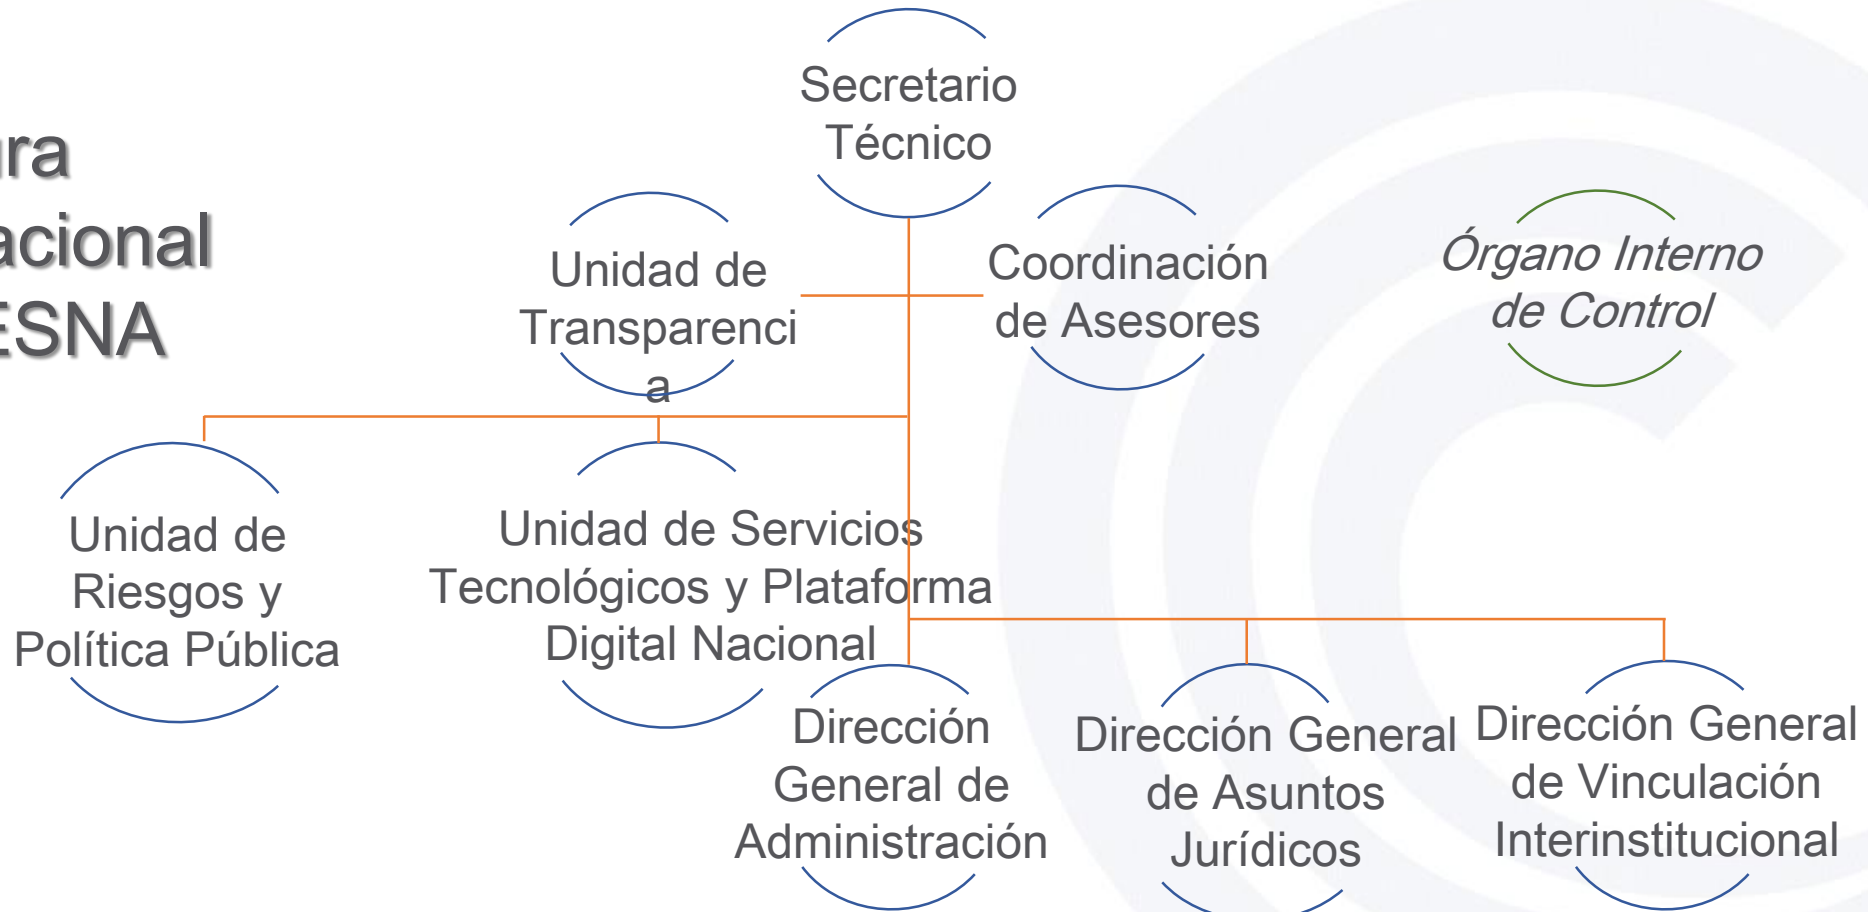 ura
acional
ESNA
Secretario
Técnico
Unidad de
Transparenci
a
Coordinación
de Asesores
Órgano Interno
de Control
Unidad de
Riesgos y
Política Pública
Unidad de Servicios
Tecnológicos y Plataforma
Digital Nacional
Dirección
General de
Administración
Dirección General
de Asuntos
Jurídicos
Dirección General
de Vinculación
Interinstitucional